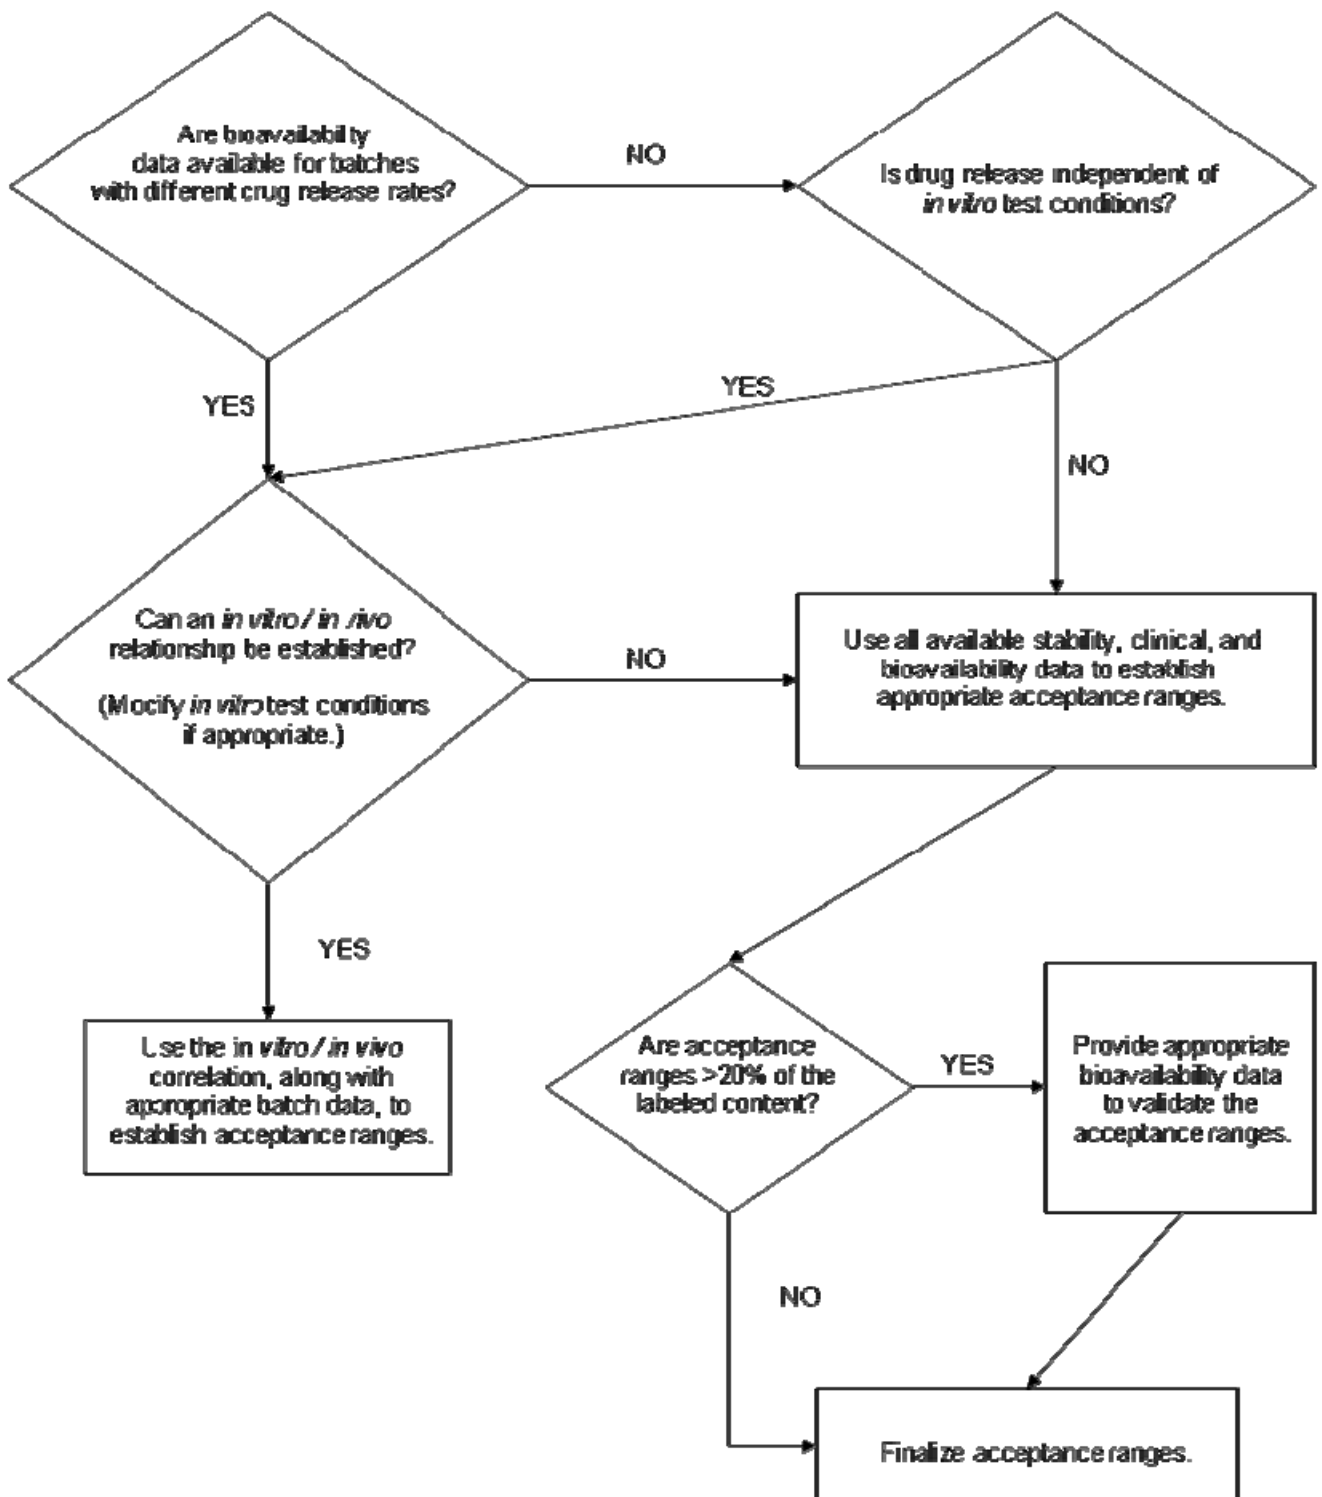 Are bioavailability
data available for batches
with different crug release rates?
NO
Is drug release independent of
in vitro test conditions?
YES
YES
NO
Can an in vitro / in vivo
relationship be established?
(Mocify in vitro test conditions
if appropriate.)
NO
Use all available stability, clinical, and
bioavailability data to establish
appropriate acceptance ranges.
YES
Use the in vitro / in vivo
correlation, along with
appropriate batch data, to
establish acceptance ranges.
Are acceptance
ranges >20% of the
labeled content?
YES
Provide appropriate
bioavailability data
to validate the
acceptance ranges.
NO
Finalize acceptance ranges.